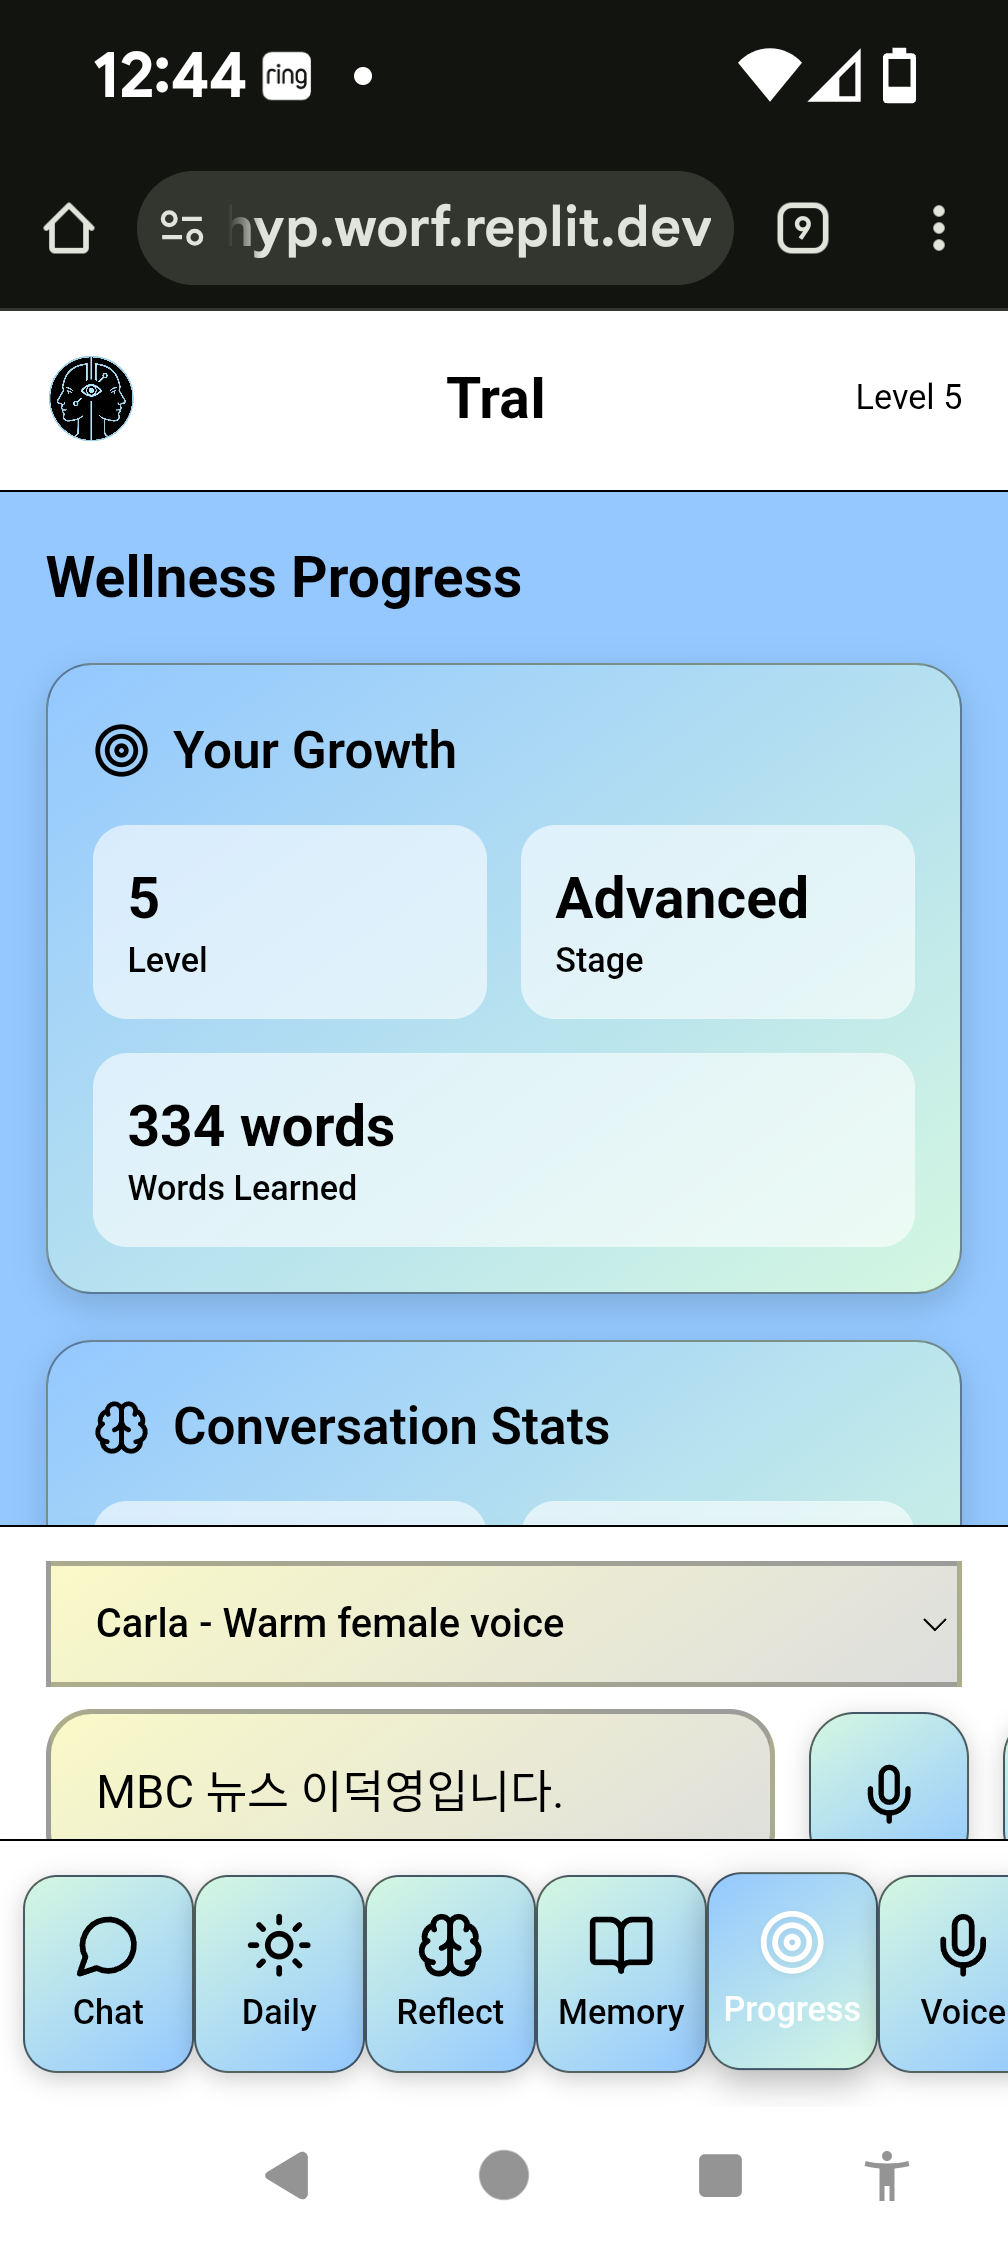 12:44 ring
hyp.worf.replit.dev 9
Tral
Level 5
Wellness Progress
Your Growth
5
Level
Advanced
Stage
334 words
Words Learned
Conversation Stats
Carla - Warm female voice
MBC 뉴스 이덕영입니다.
Chat
Daily
Reflect
Memory
Progress
Voice